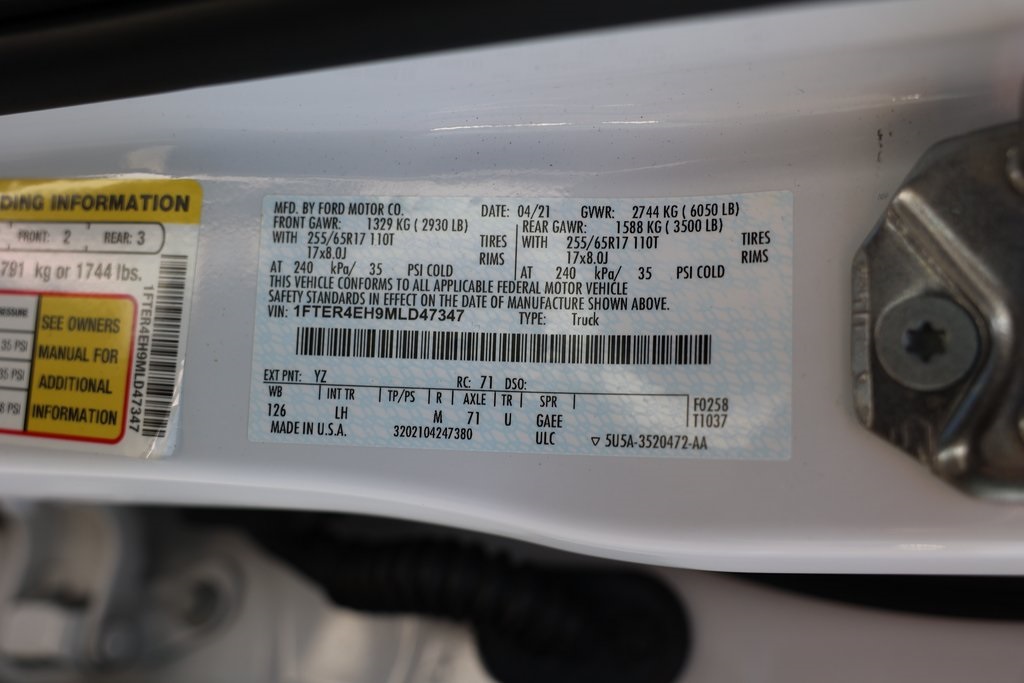 DING INFORMATION
FRONT: 2 REAR: 3
791 kg or 1744 lbs.
35 PSI
35 PSI
PSI
SEE OWNERS
MANUAL FOR
ADDITIONAL
INFORMATION
1FTER4EH9MLD47347
MFD. BY FORD MOTOR CO. DATE: 04/21 GVWR: 2744 KG ( 6050 LB)
FRONT GAWR: 1329 KG ( 2930 LB) REAR GAWR: 1588 KG ( 3500 LB)
WITH 255/65R17 110T TIRES WITH 255/65R17 110T TIRES
17x8.0J RIMS 17x8.0J RIMS
AT 240 kPa/ 35 PSI COLD AT 240 kPa/ 35 PSI COLD
THIS VEHICLE CONFORMS TO ALL APPLICABLE FEDERAL MOTOR VEHICLE
SAFETY STANDARDS IN EFFECT ON THE DATE OF MANUFACTURE SHOWN ABOVE.
VIN: 1FTER4EH9MLD47347 TYPE: Truck
EXT PNT: YZ RC: 71 DSO:
WB INT TR TP/PS R AXLE TR SPR
126 LH M 71 U GAEE
F0258
T1037
MADE IN U.S.A. 3202104247380 ULC ▽ 5U5A-3520472-AA